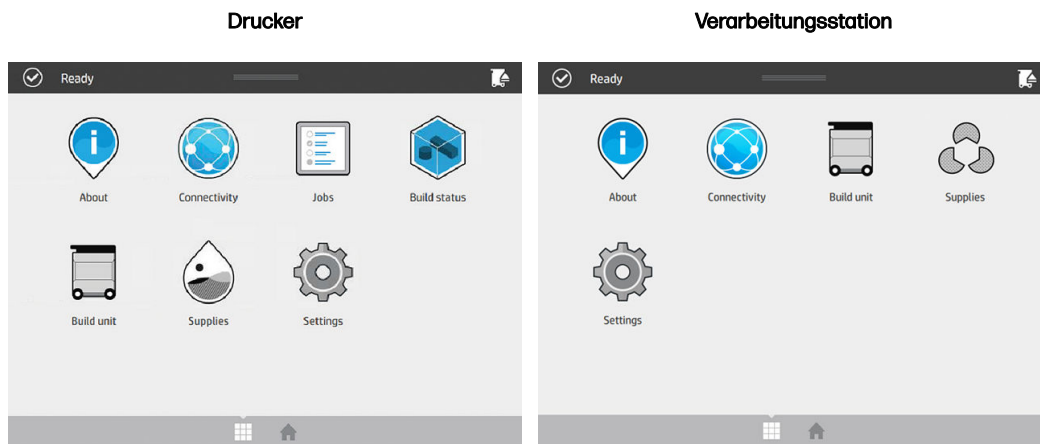 Drucker
Verarbeitungsstation
Ready
About
Connectivity
Jobs
Build status
Build unit
Supplies
Settings
Ready
About
Connectivity
Build unit
Supplies
Settings